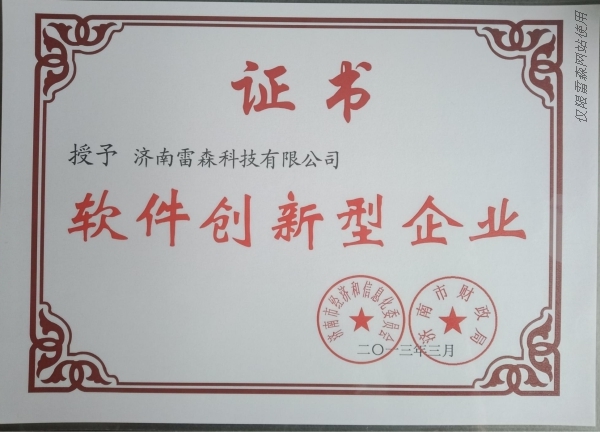 仅限雷森网站使用
证书
授予 济南雷森科技有限公司
软件创新型企业
济南市经济和信息化委员会
济南市财政局
二〇一三年三月